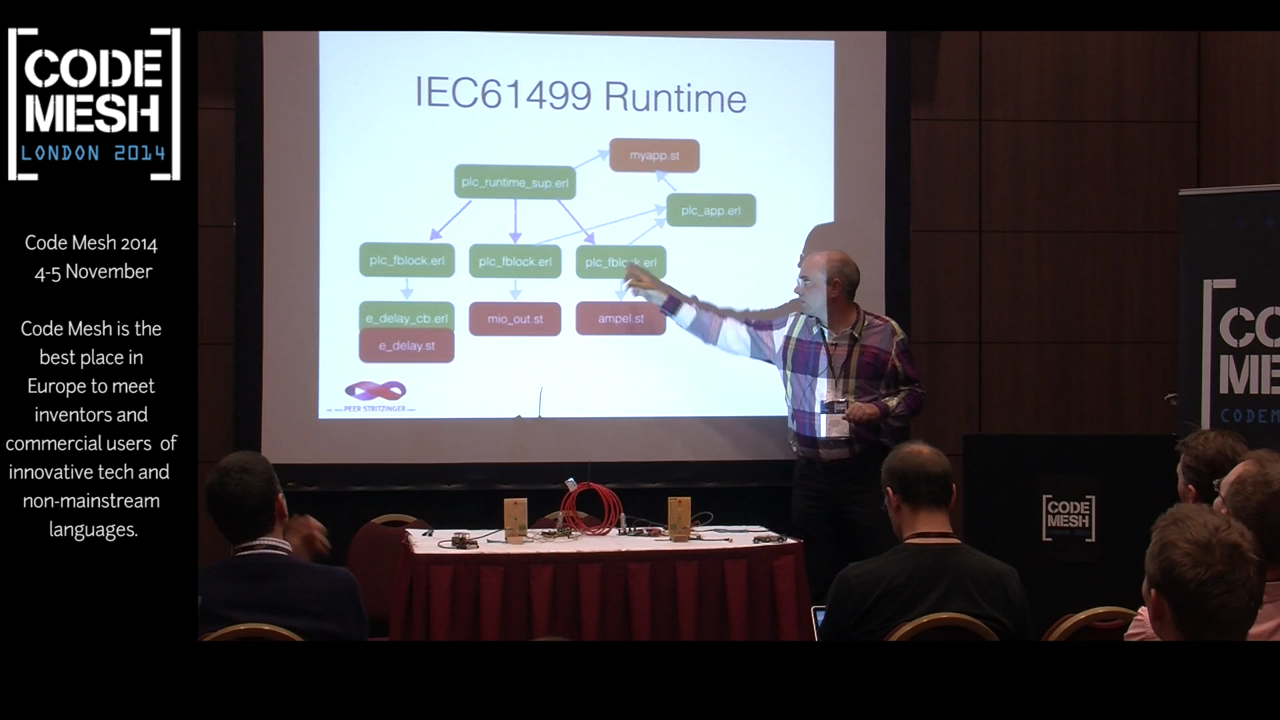 CODE
MESH
LONDON 2014
Code Mesh 2014
4-5 November
Code Mesh is the
best place in
Europe to meet
inventors and
commercial users of
innovative tech and
non-mainstream
languages.
IEC61499 Runtime
myapp.st
plc_runtime_sup.erl
plc_app.erl
plc_fblock.erl
plc_fblock.erl
plc_fblock.erl
e_delay_cb.erl
mio_out.st
ampel.st
e_delay.st
PEER STRITZINGER
CODE
MESH
CO
ME
CODEM